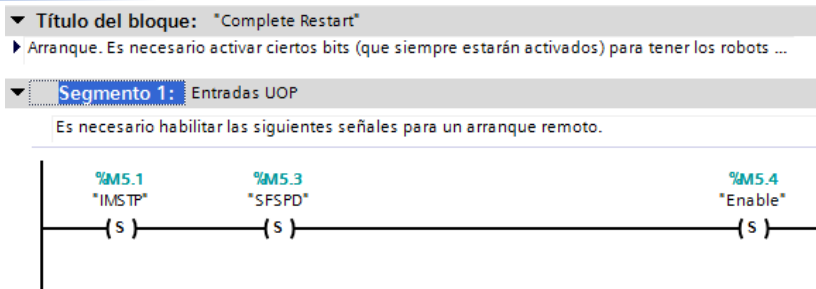 Título del bloque: "Complete Restart"
Arranque. Es necesario activar ciertos bits (que siempre estarán activados) para tener los robots ...
Segmento 1: Entradas UOP
Es necesario habilitar las siguientes señales para un arranque remoto.
%M5.1 %M5.3 %M5.4
"IMSTP" "SFSPD" "Enable"
( S ) ( S ) ( S )